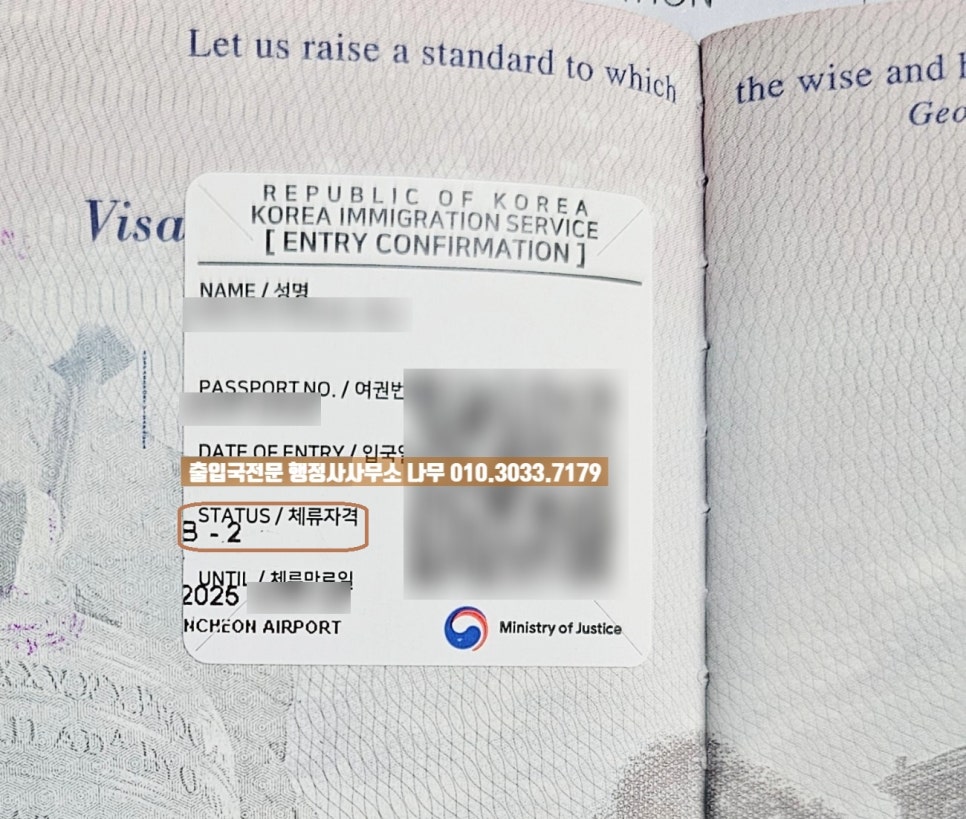 Let us raise a standard to which
the wise and
Geo
Visa
REPUBLIC OF KOREA
KOREA IMMIGRATION SERVICE
[ ENTRY CONFIRMATION ]
NAME / 성명
PASSPORT NO. / 여권번
DATE OF ENTRY / 입국일
출입국전문 행정사사무소 나무 010.3033.7179
STATUS / 체류자격
B - 2
UNTIL / 체류만료일
2025
NCHEON AIRPORT
Ministry of Justice